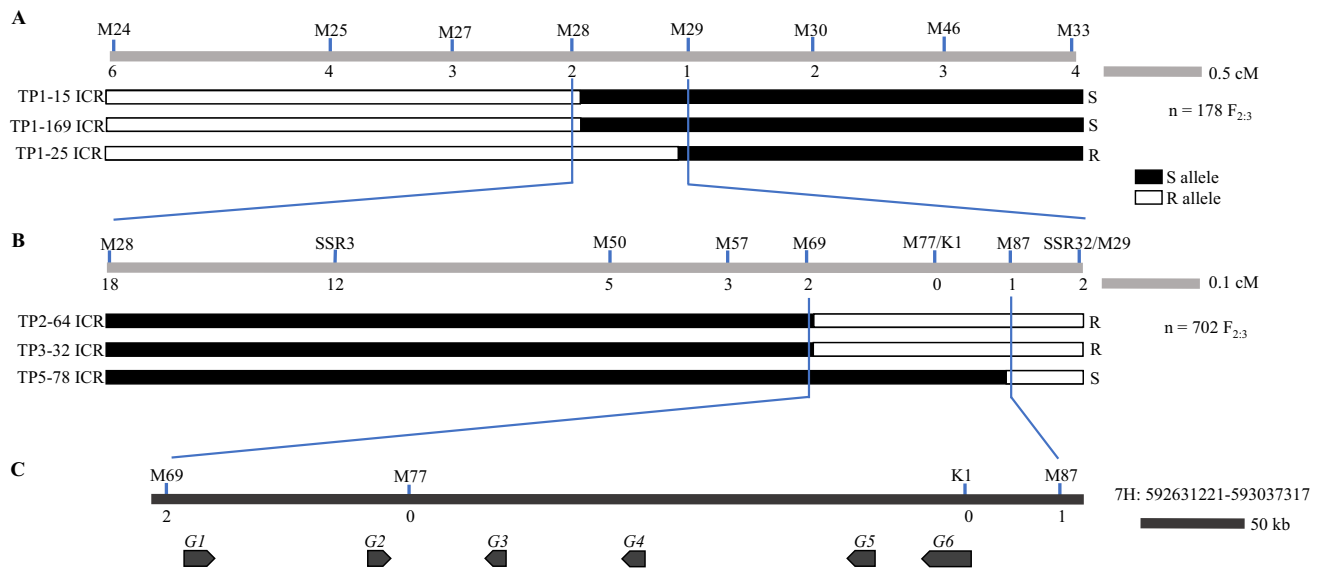 A
M24 M25 M27 M28 M29 M30 M46 M33
6 4 3 2 1 2 3 4
0.5 cM
TP1-15 ICR S
n = 178 F2:3
TP1-169 ICR S
TP1-25 ICR R
S allele
R allele
B
M28 SSR3 M50 M57 M69 M77/K1 M87 SSR32/M29
18 12 5 3 2 0 1 2
0.1 cM
TP2-64 ICR R
n = 702 F2:3
TP3-32 ICR R
TP5-78 ICR S
C
M69 M77 K1 M87
7H: 592631221-593037317
2 0 0 1
50 kb
G1 G2 G3 G4 G5 G6